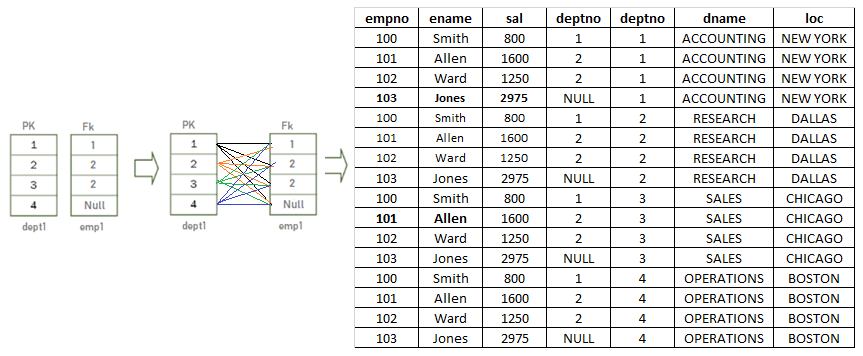 PK Fk
1 1
2 2
3 2
4 Null
dept1 emp1
PK Fk
1 1
2 2
3 2
4 Null
dept1 emp1
empno ename sal deptno deptno dname loc
100 Smith 800 1 1 ACCOUNTING NEW YORK
101 Allen 1600 2 1 ACCOUNTING NEW YORK
102 Ward 1250 2 1 ACCOUNTING NEW YORK
103 Jones 2975 NULL 1 ACCOUNTING NEW YORK
100 Smith 800 1 2 RESEARCH DALLAS
101 Allen 1600 2 2 RESEARCH DALLAS
102 Ward 1250 2 2 RESEARCH DALLAS
103 Jones 2975 NULL 2 RESEARCH DALLAS
100 Smith 800 1 3 SALES CHICAGO
101 Allen 1600 2 3 SALES CHICAGO
102 Ward 1250 2 3 SALES CHICAGO
103 Jones 2975 NULL 3 SALES CHICAGO
100 Smith 800 1 4 OPERATIONS BOSTON
101 Allen 1600 2 4 OPERATIONS BOSTON
102 Ward 1250 2 4 OPERATIONS BOSTON
103 Jones 2975 NULL 4 OPERATIONS BOSTON